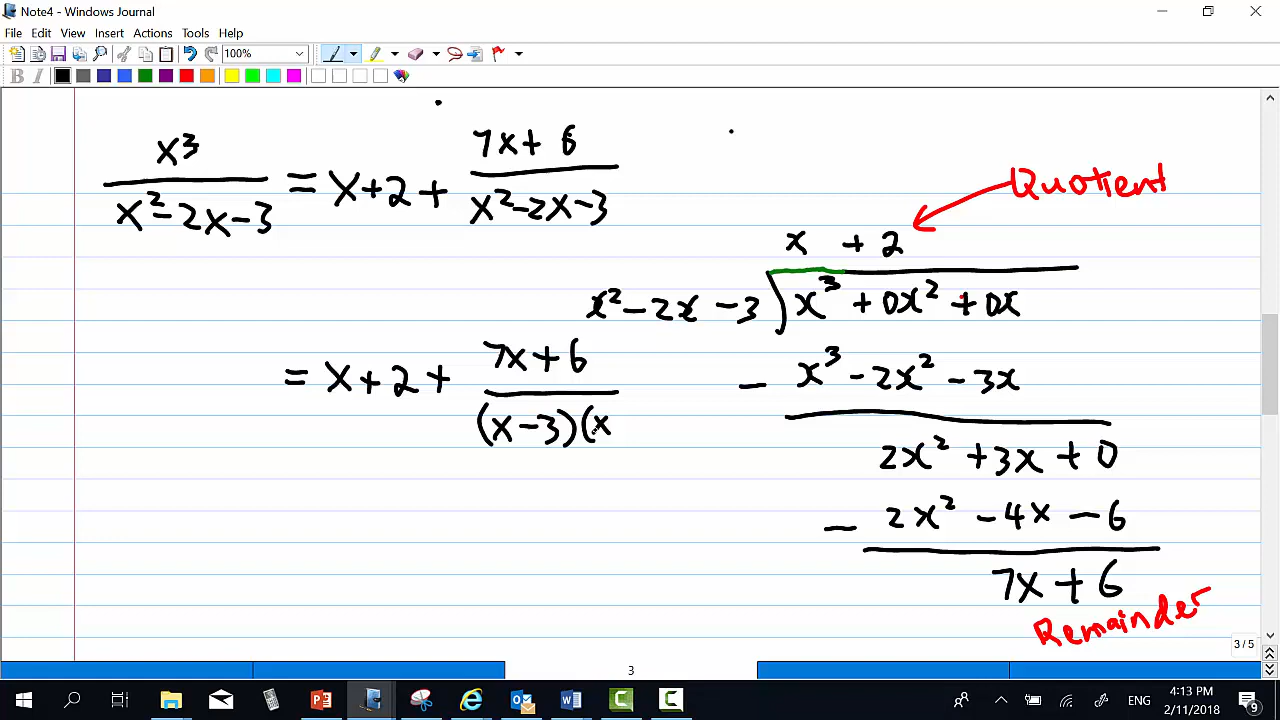 Note4 - Windows Journal
File Edit View Insert Actions Tools Help
100%
B I
x³/(x²-2x-3) = x+2+ (7x+6)/(x²-2x-3)
Quotient
x + 2
x²-2x-3 ) x³ +0x² +0x
= x+2+ (7x+6)/((x-3)(x
- x³ -2x² -3x
2x² +3x + 0
- 2x² -4x -6
7x + 6
Remainder
3 / 5
3
ENG
4:13 PM
2/11/2018
9